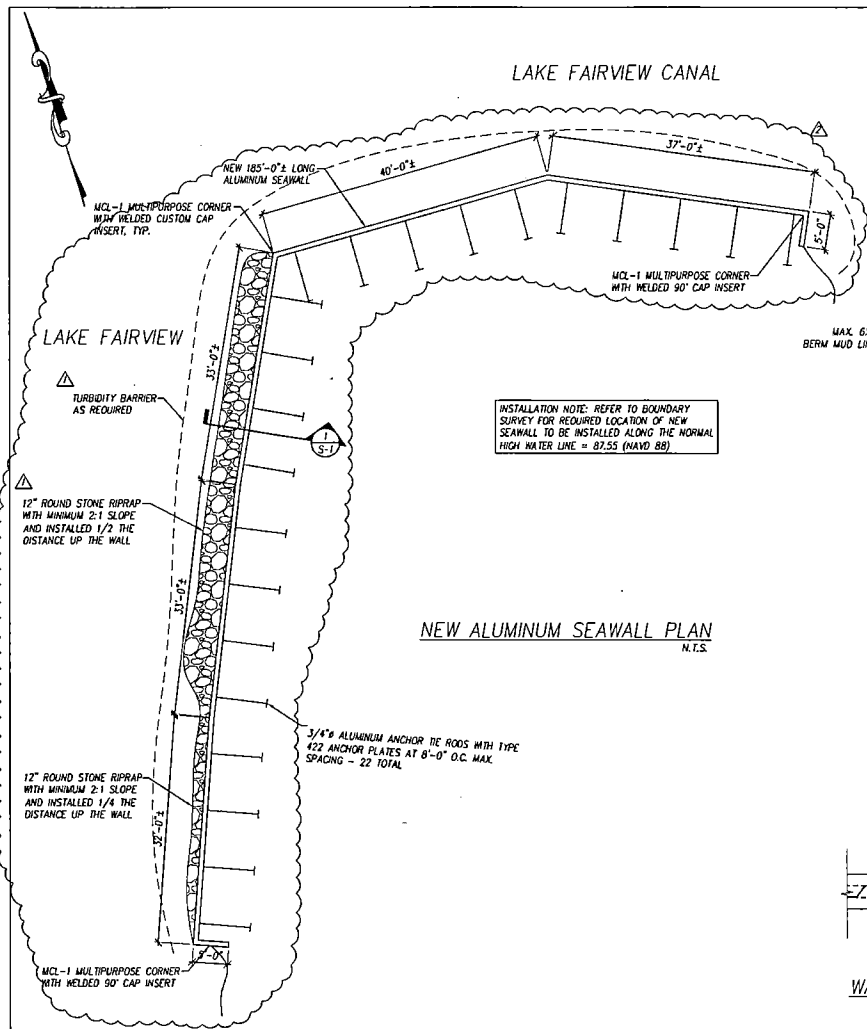 LAKE FAIRVIEW CANAL
2
37'-0"±
NEW 185'-0"± LONG
ALUMINUM SEAWALL
40'-0"±
MCL-1 MULTIPURPOSE CORNER
WITH WELDED CUSTOM CAP
INSERT, TYP.
5'-0"
MCL-1 MULTIPURPOSE CORNER
WITH WELDED 90° CAP INSERT
LAKE FAIRVIEW
33'-0"±
MAX.
BERM MUD
1
TURBIDITY BARRIER
AS REQUIRED
INSTALLATION NOTE: REFER TO BOUNDARY
SURVEY FOR REQUIRED LOCATION OF NEW
SEAWALL TO BE INSTALLED ALONG THE NORMAL
HIGH WATER LINE = 87.55 (NAVD 88)
1
S-1
1
12" ROUND STONE RIPRAP
WITH MINIMUM 2:1 SLOPE
AND INSTALLED 1/2 THE
DISTANCE UP THE WALL
33'-0"±
NEW ALUMINUM SEAWALL PLAN
N.T.S.
3/4"ø ALUMINUM ANCHOR TIE RODS WITH TYPE
422 ANCHOR PLATES AT 8'-0" O.C. MAX.
SPACING - 22 TOTAL
12" ROUND STONE RIPRAP
WITH MINIMUM 2:1 SLOPE
AND INSTALLED 1/4 THE
DISTANCE UP THE WALL
32'-0"±
5'-0"
MCL-1 MULTIPURPOSE CORNER
WITH WELDED 90° CAP INSERT